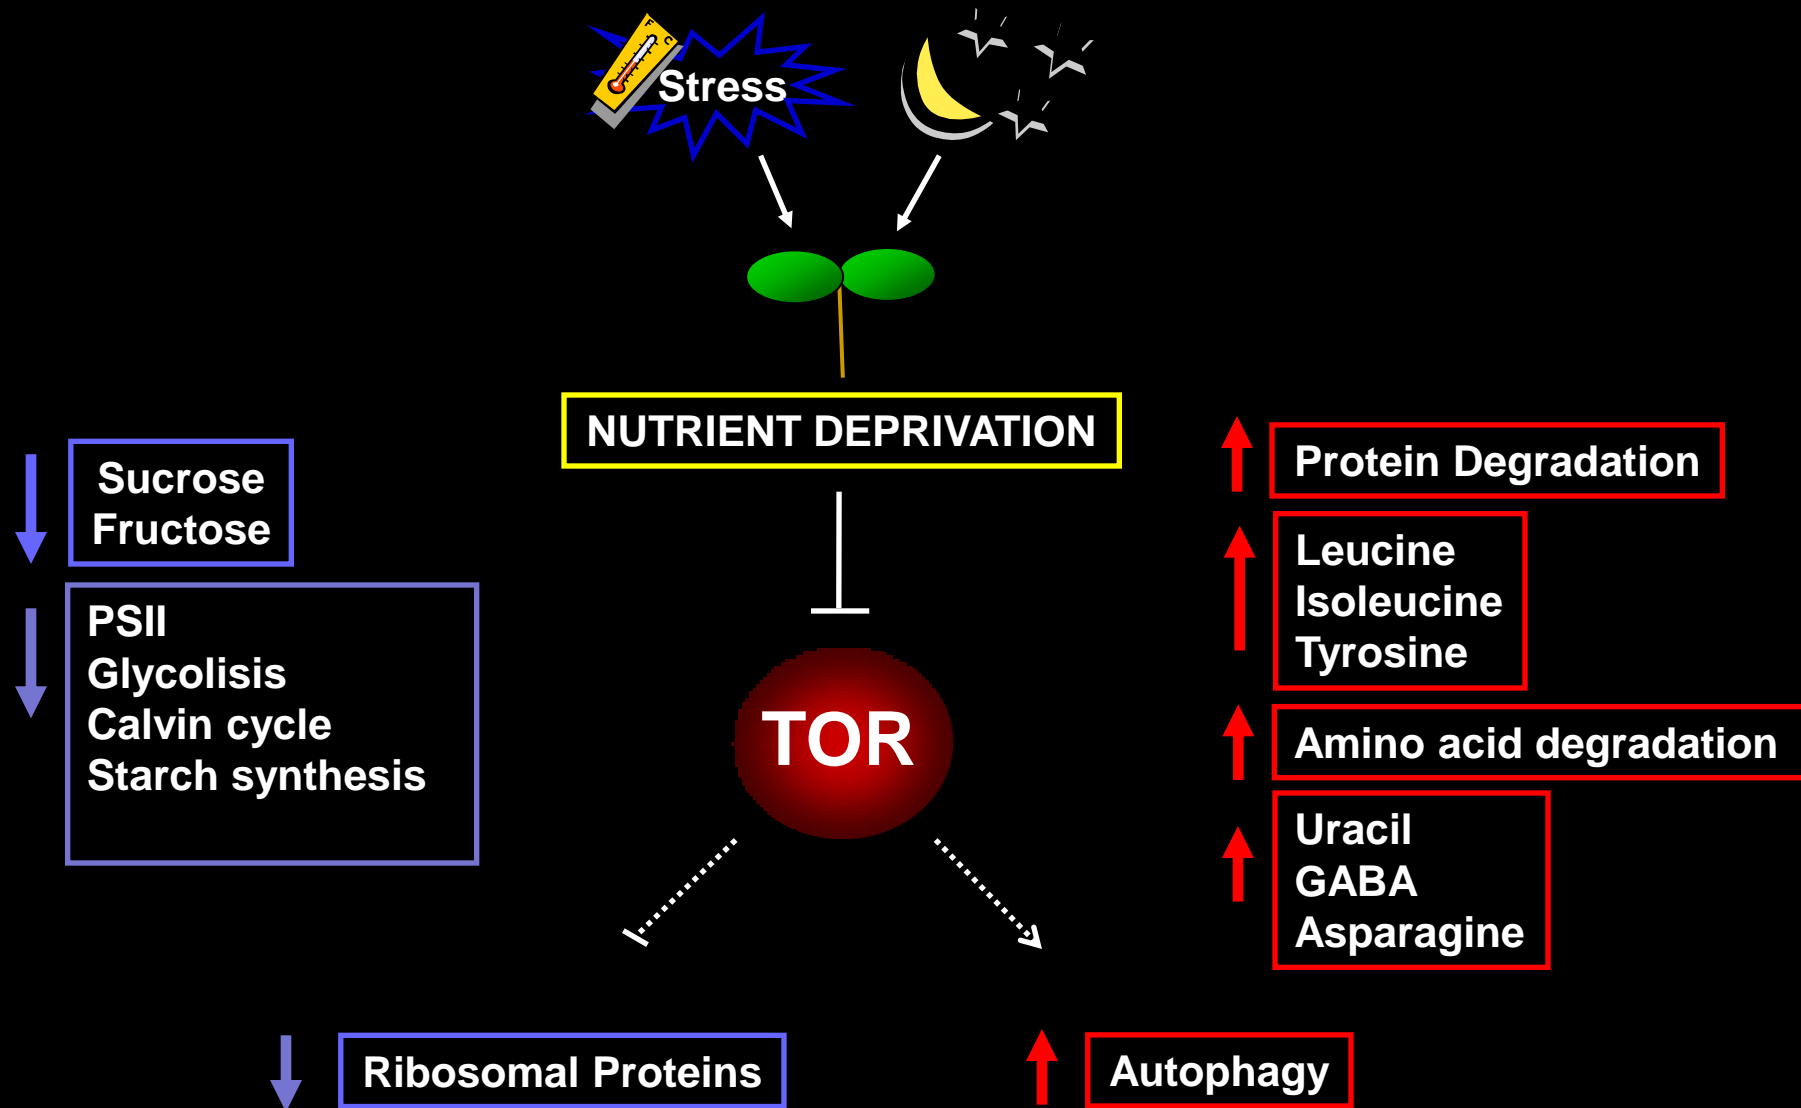 F
C
Stress
NUTRIENT DEPRIVATION
Sucrose
Fructose
PSII
Glycolisis
Calvin cycle
Starch synthesis
TOR
Protein Degradation
Leucine
Isoleucine
Tyrosine
Amino acid degradation
Uracil
GABA
Asparagine
Ribosomal Proteins
Autophagy